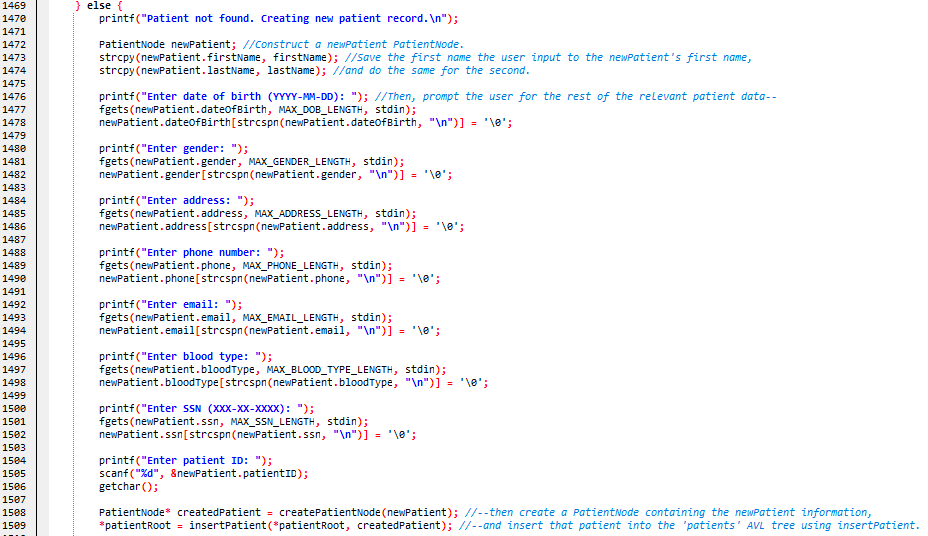 1469 } else {
1470 printf("Patient not found. Creating new patient record.\n");
1471
1472 PatientNode newPatient; //Construct a newPatient PatientNode.
1473 strcpy(newPatient.firstName, firstName); //Save the first name the user input to the newPatient's first name,
1474 strcpy(newPatient.lastName, lastName); //and do the same for the second.
1475
1476 printf("Enter date of birth (YYYY-MM-DD): "); //Then, prompt the user for the rest of the relevant patient data--
1477 fgets(newPatient.dateOfBirth, MAX_DOB_LENGTH, stdin);
1478 newPatient.dateOfBirth[strcspn(newPatient.dateOfBirth, "\n")] = '\0';
1479
1480 printf("Enter gender: ");
1481 fgets(newPatient.gender, MAX_GENDER_LENGTH, stdin);
1482 newPatient.gender[strcspn(newPatient.gender, "\n")] = '\0';
1483
1484 printf("Enter address: ");
1485 fgets(newPatient.address, MAX_ADDRESS_LENGTH, stdin);
1486 newPatient.address[strcspn(newPatient.address, "\n")] = '\0';
1487
1488 printf("Enter phone number: ");
1489 fgets(newPatient.phone, MAX_PHONE_LENGTH, stdin);
1490 newPatient.phone[strcspn(newPatient.phone, "\n")] = '\0';
1491
1492 printf("Enter email: ");
1493 fgets(newPatient.email, MAX_EMAIL_LENGTH, stdin);
1494 newPatient.email[strcspn(newPatient.email, "\n")] = '\0';
1495
1496 printf("Enter blood type: ");
1497 fgets(newPatient.bloodType, MAX_BLOOD_TYPE_LENGTH, stdin);
1498 newPatient.bloodType[strcspn(newPatient.bloodType, "\n")] = '\0';
1499
1500 printf("Enter SSN (XXX-XX-XXXX): ");
1501 fgets(newPatient.ssn, MAX_SSN_LENGTH, stdin);
1502 newPatient.ssn[strcspn(newPatient.ssn, "\n")] = '\0';
1503
1504 printf("Enter patient ID: ");
1505 scanf("%d", &newPatient.patientID);
1506 getchar();
1507
1508 PatientNode* createdPatient = createPatientNode(newPatient); //--then create a PatientNode containing the newPatient information,
1509 *patientRoot = insertPatient(*patientRoot, createdPatient); //--and insert that patient into the 'patients' AVL tree using insertPatient.